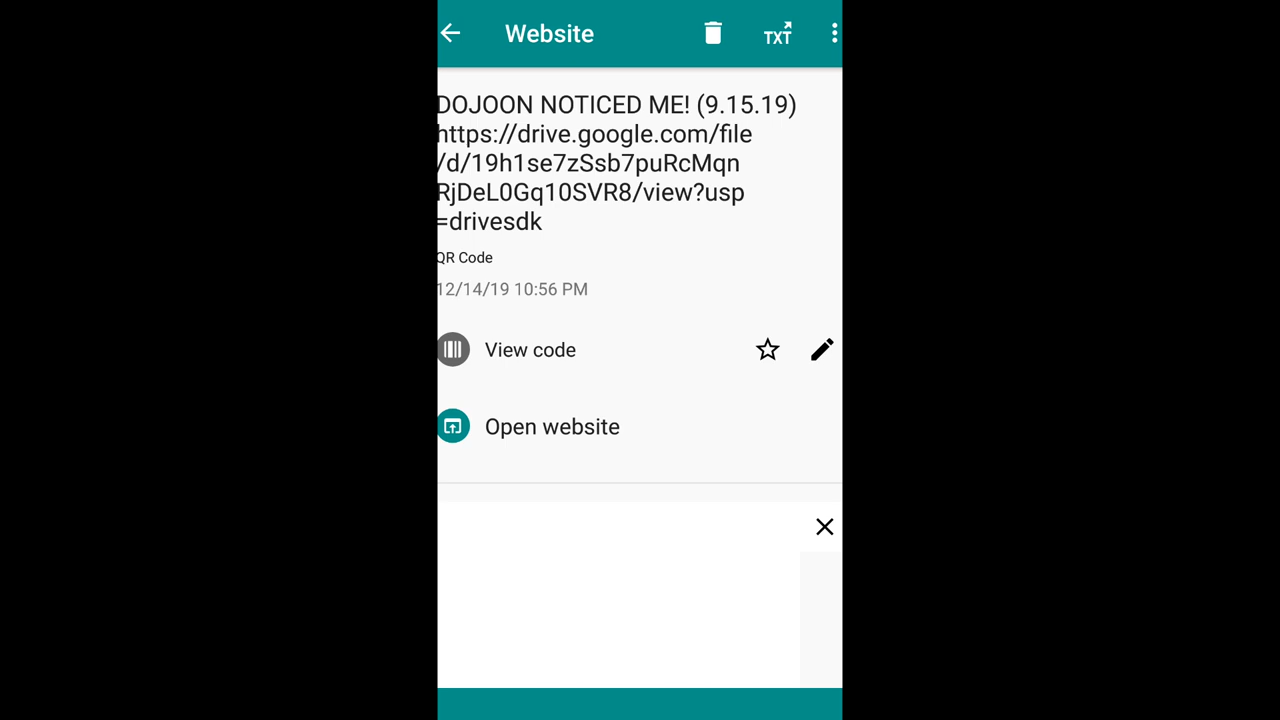 Website
TXT
DOJOON NOTICED ME! (9.15.19)
https://drive.google.com/file
/d/19h1se7zSsb7puRcMqn
RjDeL0Gq10SVR8/view?usp
=drivesdk
QR Code
12/14/19 10:56 PM
View code
Open website